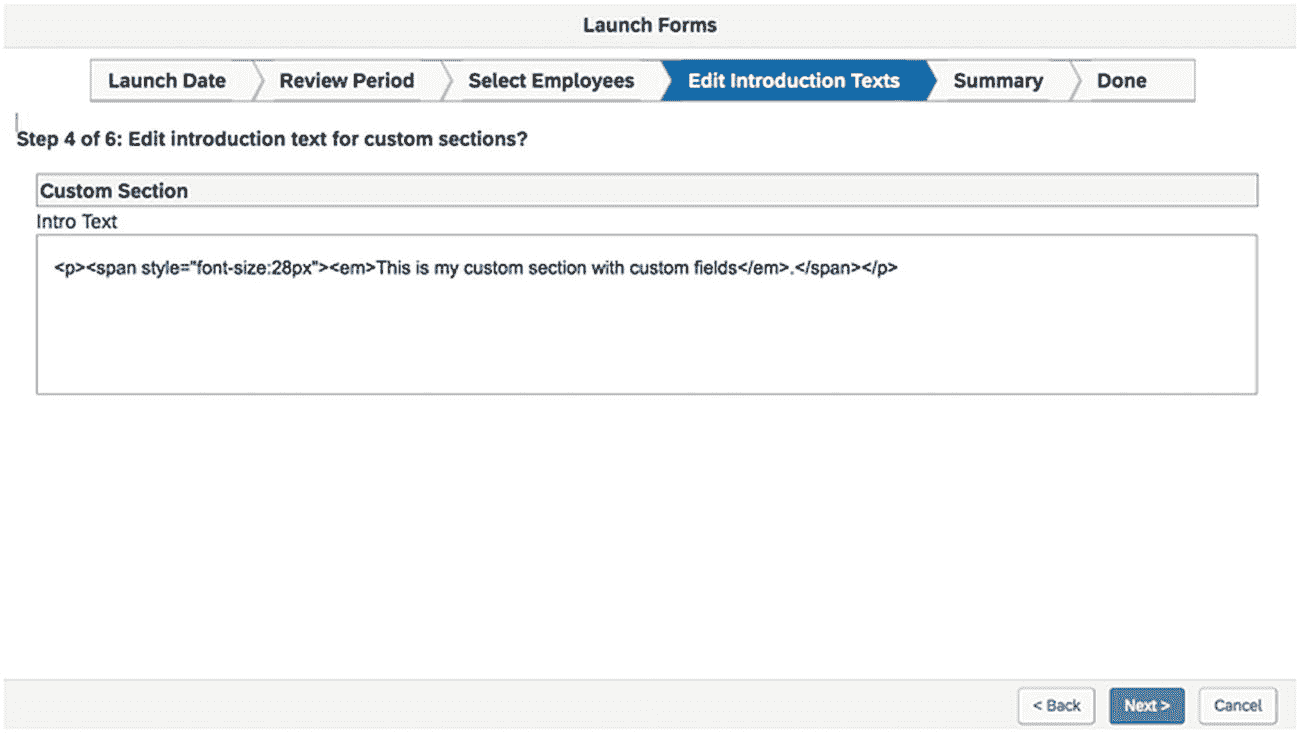 Launch Forms
Launch Date Review Period Select Employees Edit Introduction Texts Summary Done
Step 4 of 6: Edit introduction text for custom sections?
Custom Section
Intro Text
<p><span style="font-size:28px"><em>This is my custom section with custom fields</em>.</span></p>
< Back Next > Cancel